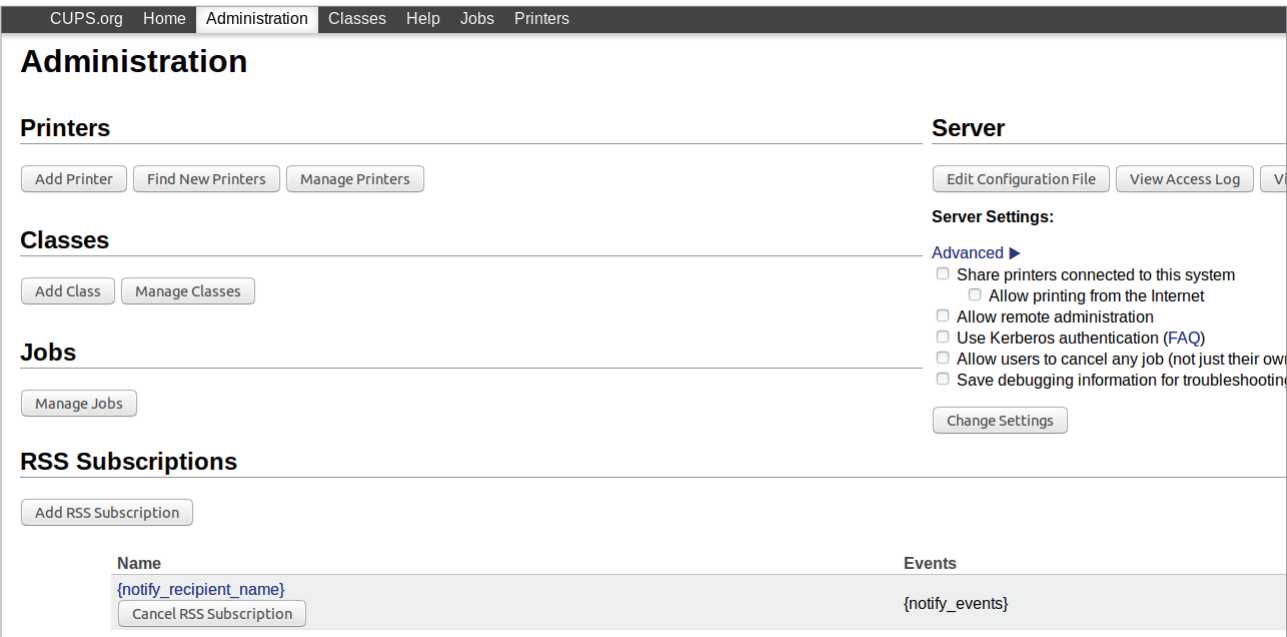 CUPS.org Home Administration Classes Help Jobs Printers
Administration
Printers
Add Printer Find New Printers Manage Printers
Classes
Add Class Manage Classes
Jobs
Manage Jobs
Server
Edit Configuration File View Access Log
Server Settings:
Advanced ▶
Share printers connected to this system
Allow printing from the Internet
Allow remote administration
Use Kerberos authentication (FAQ)
Allow users to cancel any job (not just their
Save debugging information for
Change Settings
RSS Subscriptions
Add RSS Subscription
Name Events
{notify_recipient_name}
Cancel RSS Subscription
{notify_events}